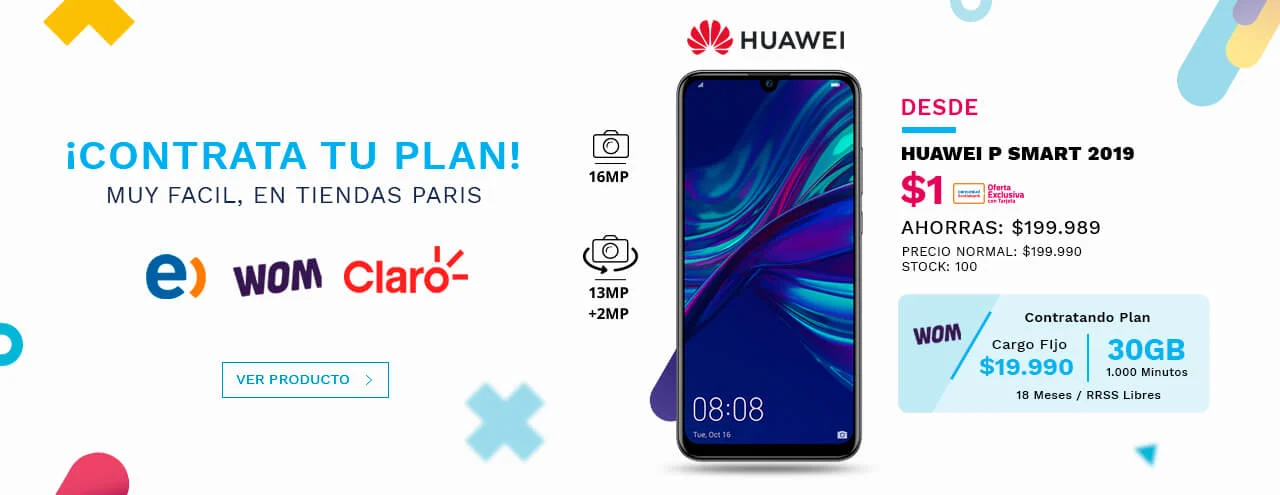 ¡CONTRATA TU PLAN!
MUY FACIL, EN TIENDAS PARIS
e)
WOM
Claro
VER PRODUCTO
HUAWEI
16MP
13MP
+2MP
08:08
Tue, Oct 16
DESDE
HUAWEI P SMART 2019
$1
cencosud
Scotiabank
Oferta
Exclusiva
con Tarjeta
AHORRAS: $199.989
PRECIO NORMAL: $199.990
STOCK: 100
WOM
Contratando Plan
Cargo FIjo
$19.990
30GB
1.000 Minutos
18 Meses / RRSS Libres